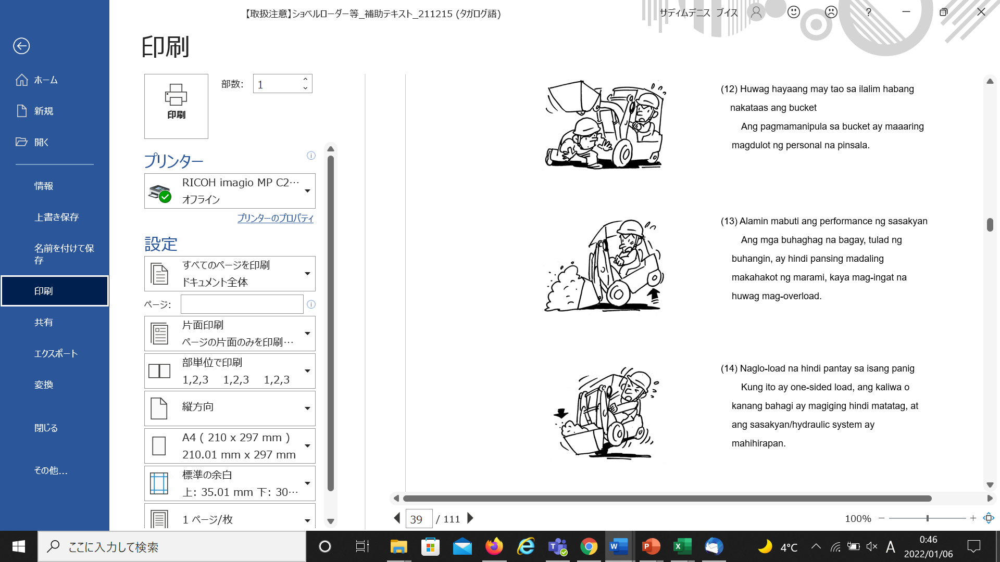 【取扱注意】ショベルローダー等_補助テキスト_211215 (タガログ語)
サディムデニス ブイス
?
印刷
ホーム
新規
開く
情報
上書き保存
名前を付けて保
存
印刷
共有
エクスポート
変換
閉じる
その他...
印刷
部数:
1
プリンター
RICOH imagio MP C2…
オフライン
プリンターのプロパティ
設定
すべてのページを印刷
ドキュメント全体
ページ:
片面印刷
ページの片面のみを印刷…
部単位で印刷
1,2,3 1,2,3 1,2,3
縦方向
A4 ( 210 x 297 mm )
210.01 mm x 297 mm
標準の余白
上: 35.01 mm 下: 30…
1 ページ/枚
(12) Huwag hayaang may tao sa ilalim habang
nakataas ang bucket
Ang pagmamanipula sa bucket ay maaaring
magdulot ng personal na pinsala.
(13) Alamin mabuti ang performance ng sasakyan
Ang mga buhaghag na bagay, tulad ng
buhangin, ay hindi pansing madaling
makahakot ng marami, kaya mag-ingat na
huwag mag-overload.
(14) Naglo-load na hindi pantay sa isang panig
Kung ito ay one-sided load, ang kaliwa o
kanang bahagi ay magiging hindi matatag, at
ang sasakyan/hydraulic system ay
mahihirapan.
39 / 111
100%
ここに入力して検索
4°C
A
0:46
2022/01/06